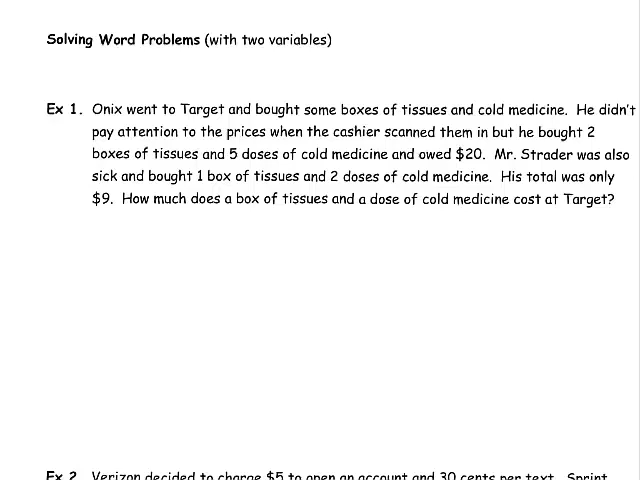 Solving Word Problems (with two variables)
Ex 1. Onix went to Target and bought some boxes of tissues and cold medicine. He didn't
pay attention to the prices when the cashier scanned them in but he bought 2
boxes of tissues and 5 doses of cold medicine and owed $20. Mr. Strader was also
sick and bought 1 box of tissues and 2 doses of cold medicine. His total was only
$9. How much does a box of tissues and a dose of cold medicine cost at Target?
Ex 2. Verizon decided to charge $5 to open an account and 30 cents per text. Sprint